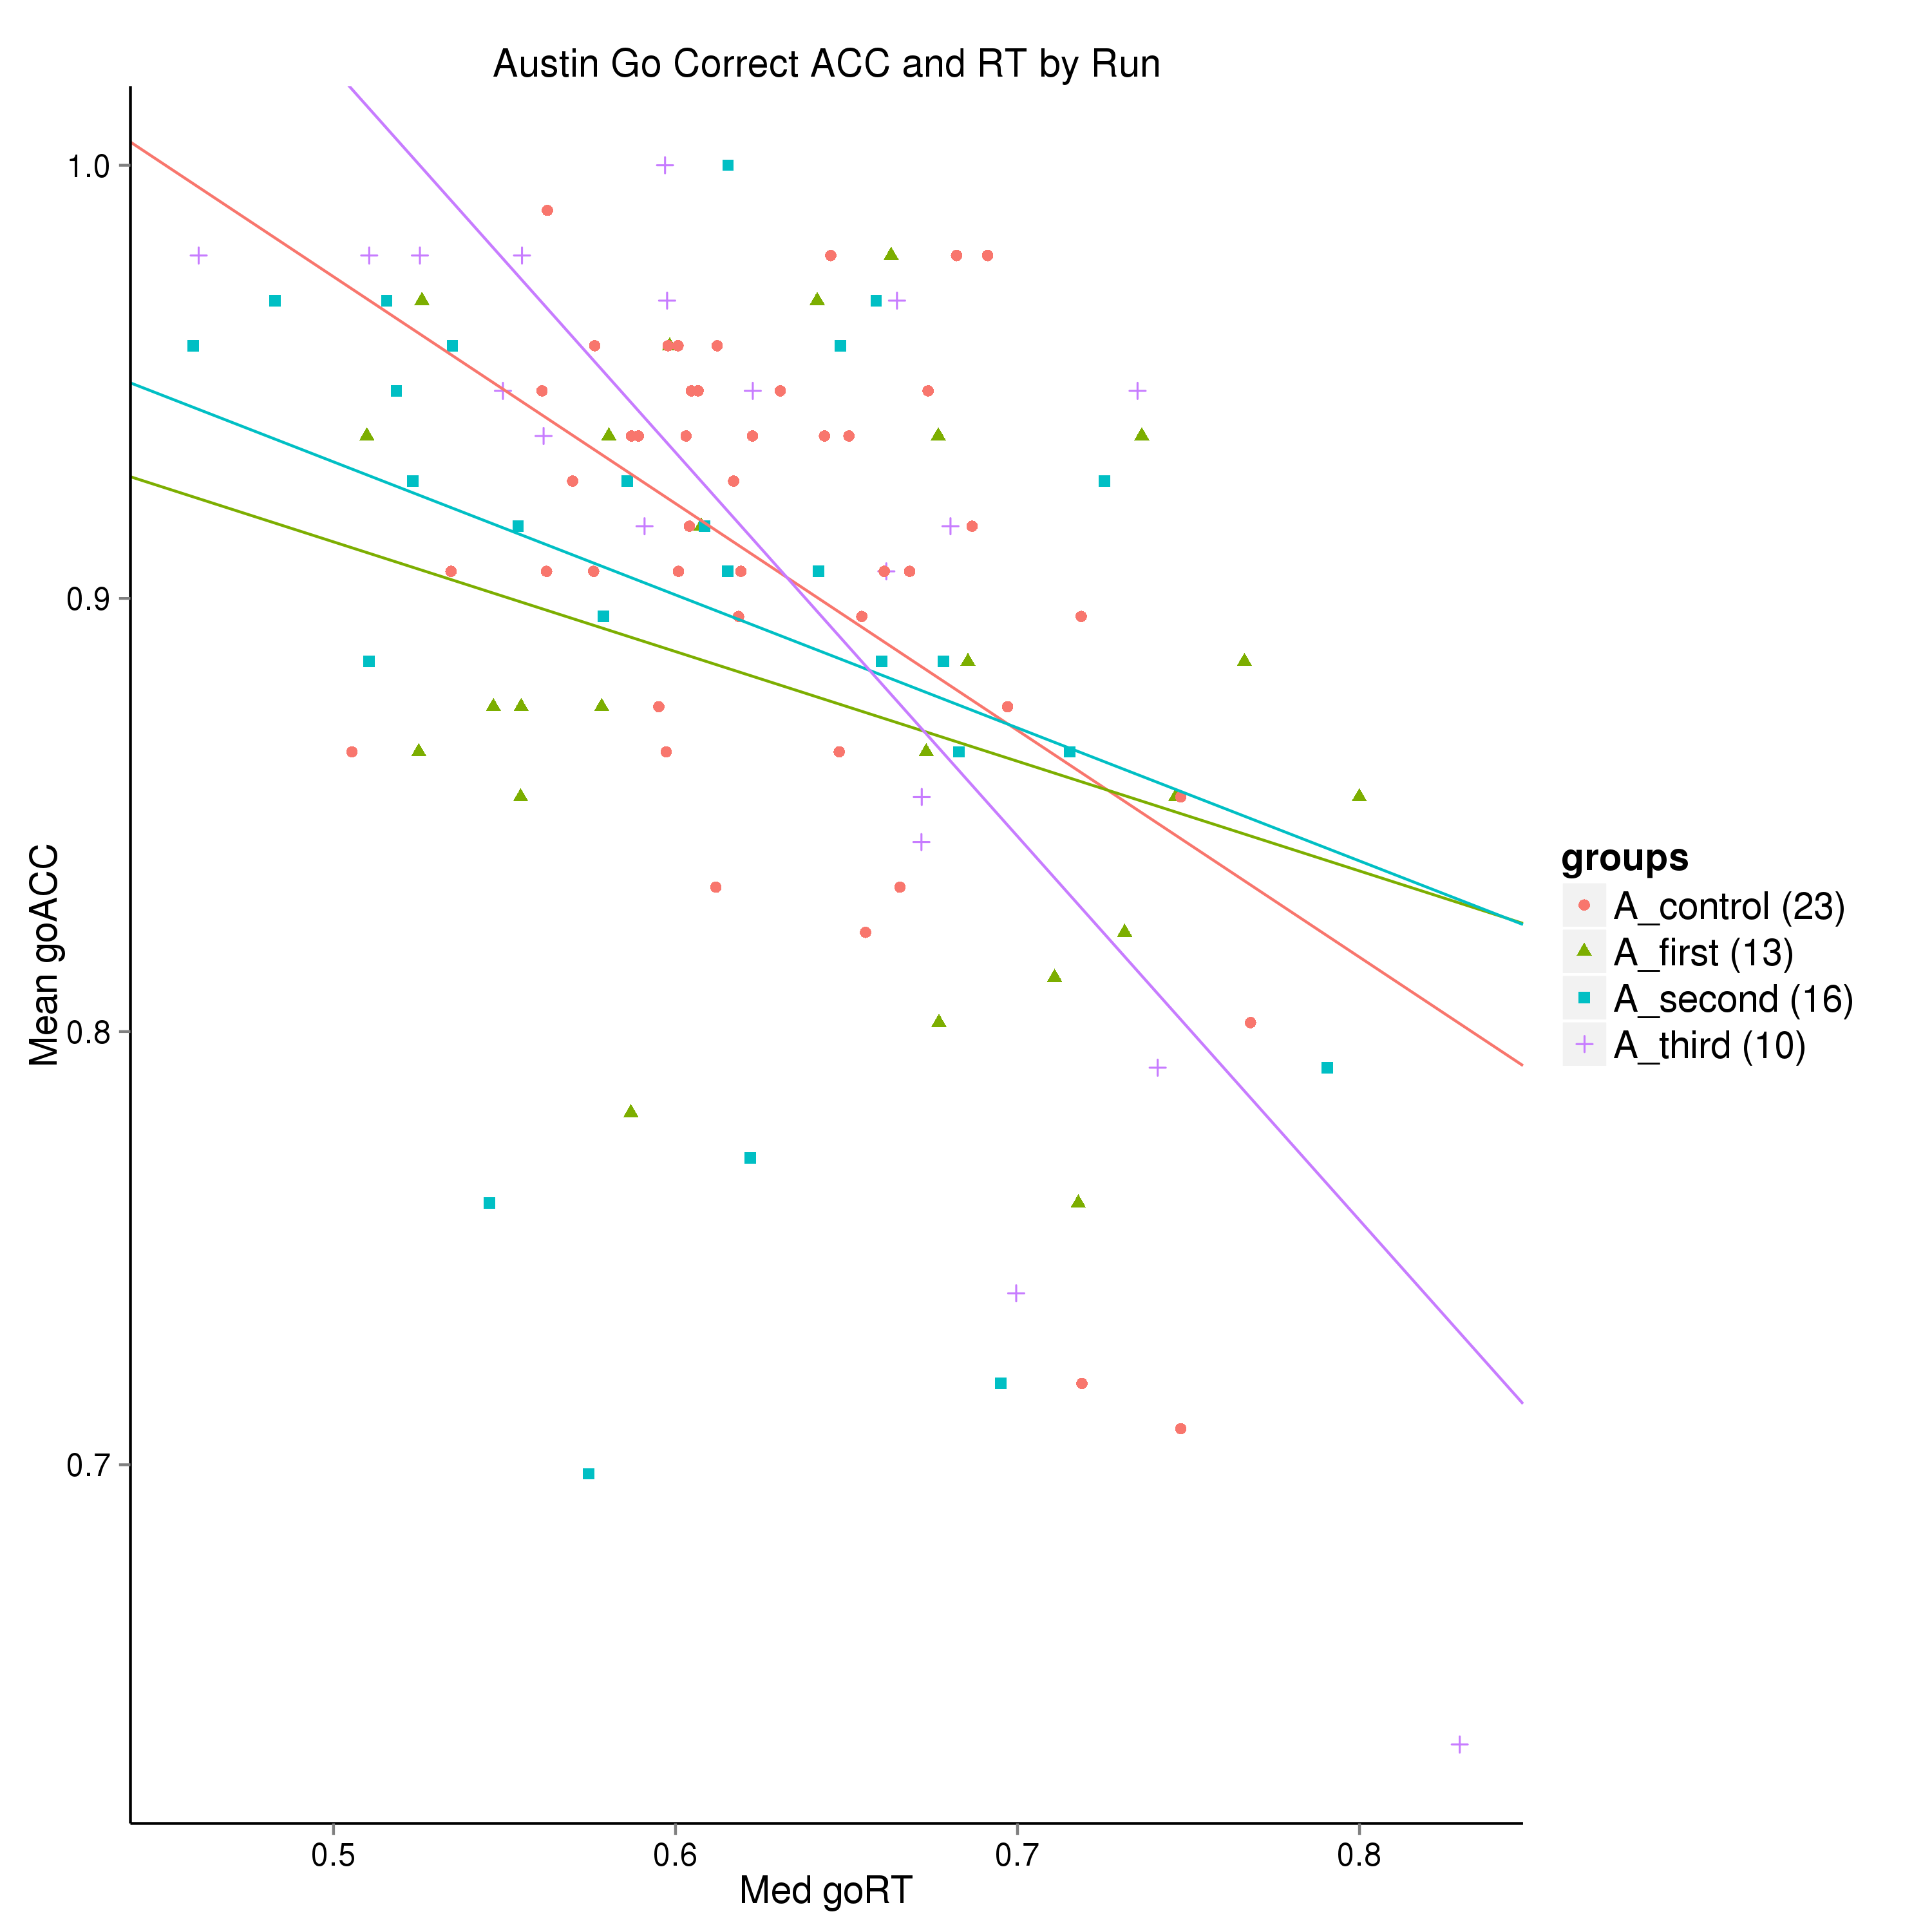 Austin Go Correct ACC and RT by Run
Mean goACC
1.0
0.9
0.8
0.7
0.5
0.6
0.7
0.8
Med goRT
groups
A_control (23)
A_first (13)
A_second (16)
A_third (10)